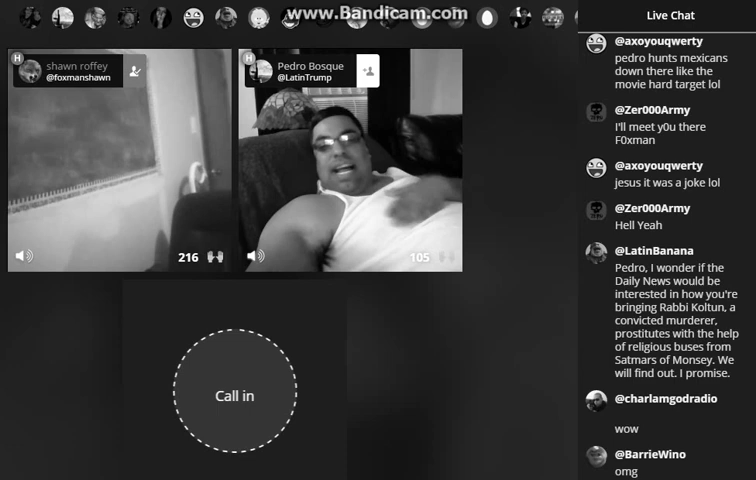 www.Bandicam.com
Live Chat
H
shawn roffey
@foxmanshawn
H
Pedro Bosque
@LatinTrump
216
105
Call in
@axoyouqwerty
pedro hunts mexicans
down there like the
movie hard target lol
@Zer000Army
I'll meet y0u there
F0xman
@axoyouqwerty
jesus it was a joke lol
@Zer000Army
Hell Yeah
@LatinBanana
Pedro, I wonder if the
Daily News would be
interested in how you're
bringing Rabbi Koltun, a
convicted murderer,
prostitutes with the help
of religious buses from
Satmars of Monsey. We
will find out. I promise.
@charlamgodradio
wow
@BarrieWino
omg